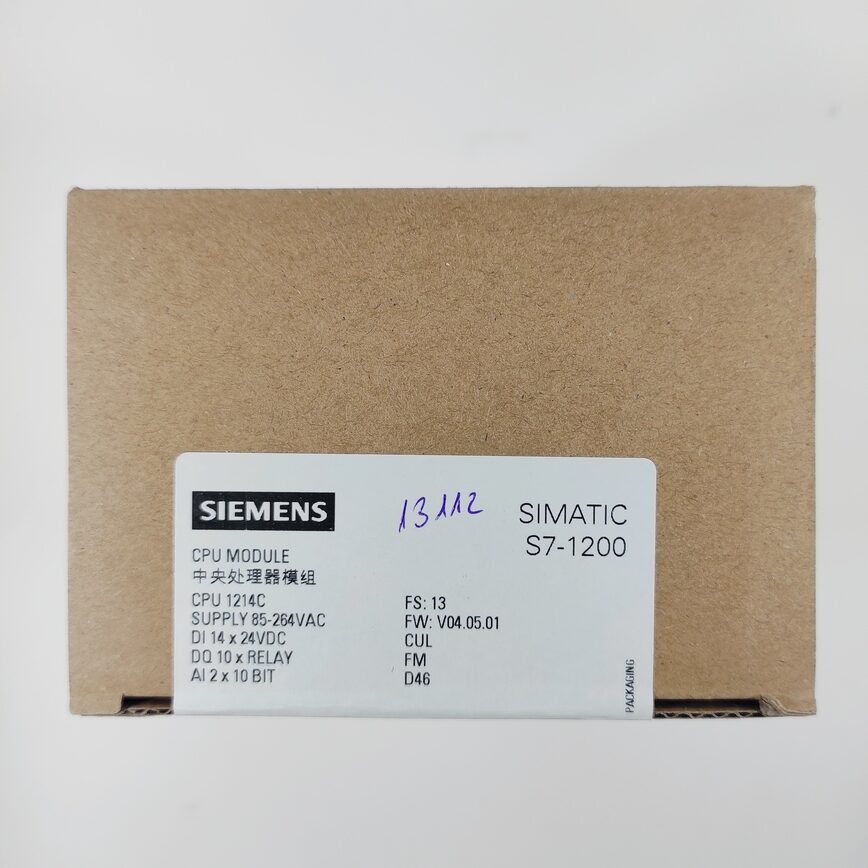 SIEMENS
13112
SIMATIC
S7-1200
CPU MODULE
中央处理器模组
CPU 1214C
SUPPLY 85-264VAC
DI 14 x 24VDC
DQ 10 x RELAY
AI 2 x 10 BIT
FS: 13
FW: V04.05.01
CUL
FM
D46
PACKAGING